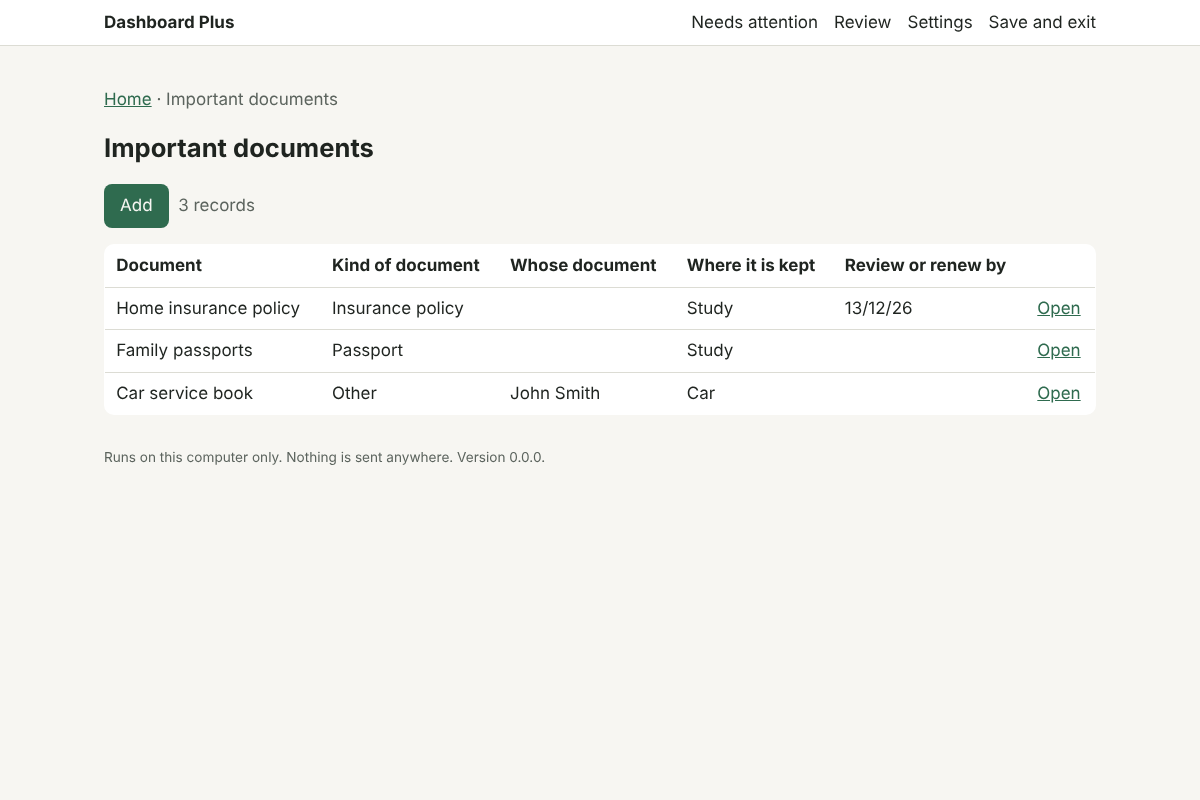 Dashboard Plus Needs attention Review Settings Save and exit
Home · Important documents
Important documents
Add 3 records
Document Kind of document Whose document Where it is kept Review or renew by
Home insurance policy Insurance policy Study 13/12/26 Open
Family passports Passport Study Open
Car service book Other John Smith Car Open
Runs on this computer only. Nothing is sent anywhere. Version 0.0.0.